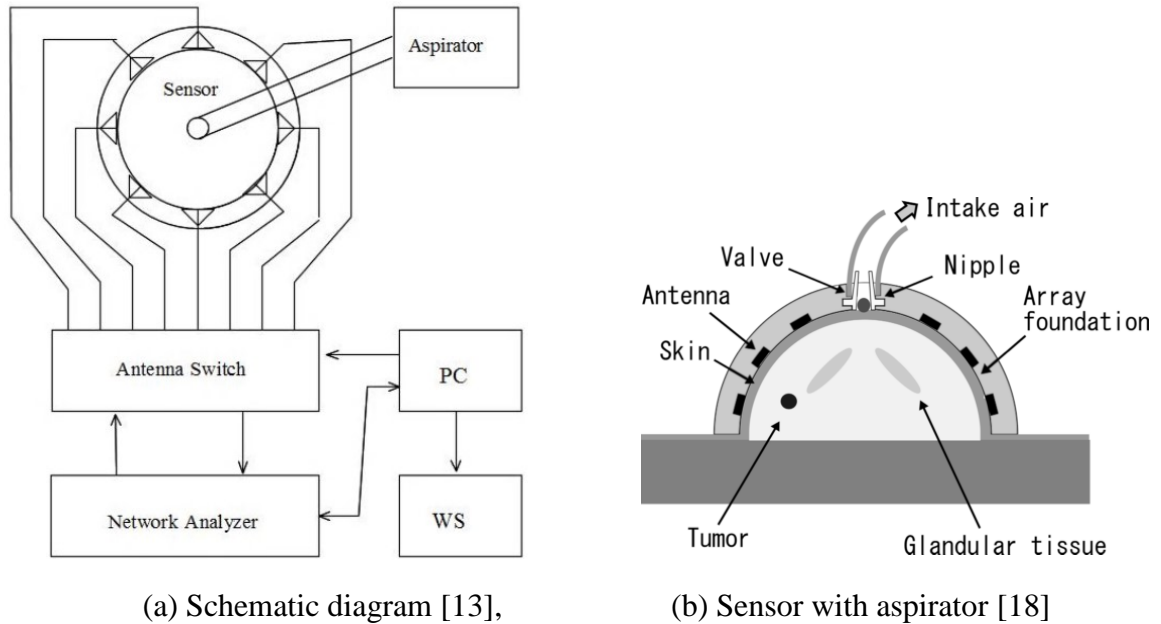 Aspirator
Sensor
Antenna Switch
PC
Network Analyzer
WS
Intake air
Valve
Nipple
Antenna
Array
foundation
Skin
Tumor
Glandular tissue
(a) Schematic diagram [13],
(b) Sensor with aspirator [18]